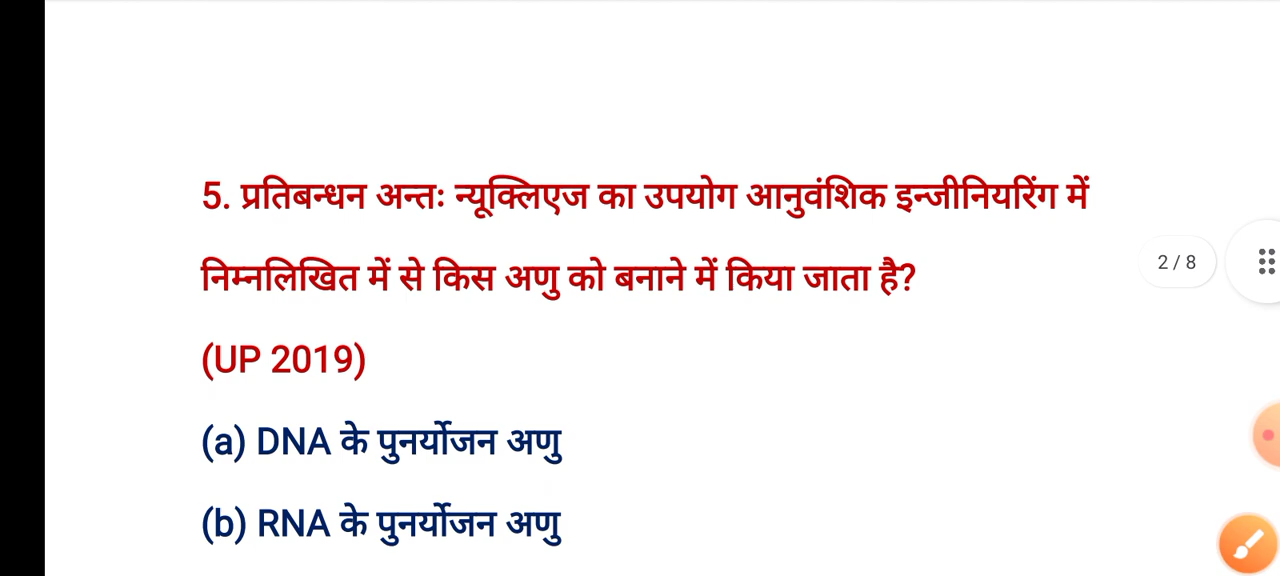 5. प्रतिबन्धन अन्तः न्यूक्लिएज का उपयोग आनुवंशिक इन्जीनियरिंग में
निम्नलिखित में से किस अणु को बनाने में किया जाता है?
2 / 8
(UP 2019)
(a) DNA के पुनर्योजन अणु
(b) RNA के पुनर्योजन अणु